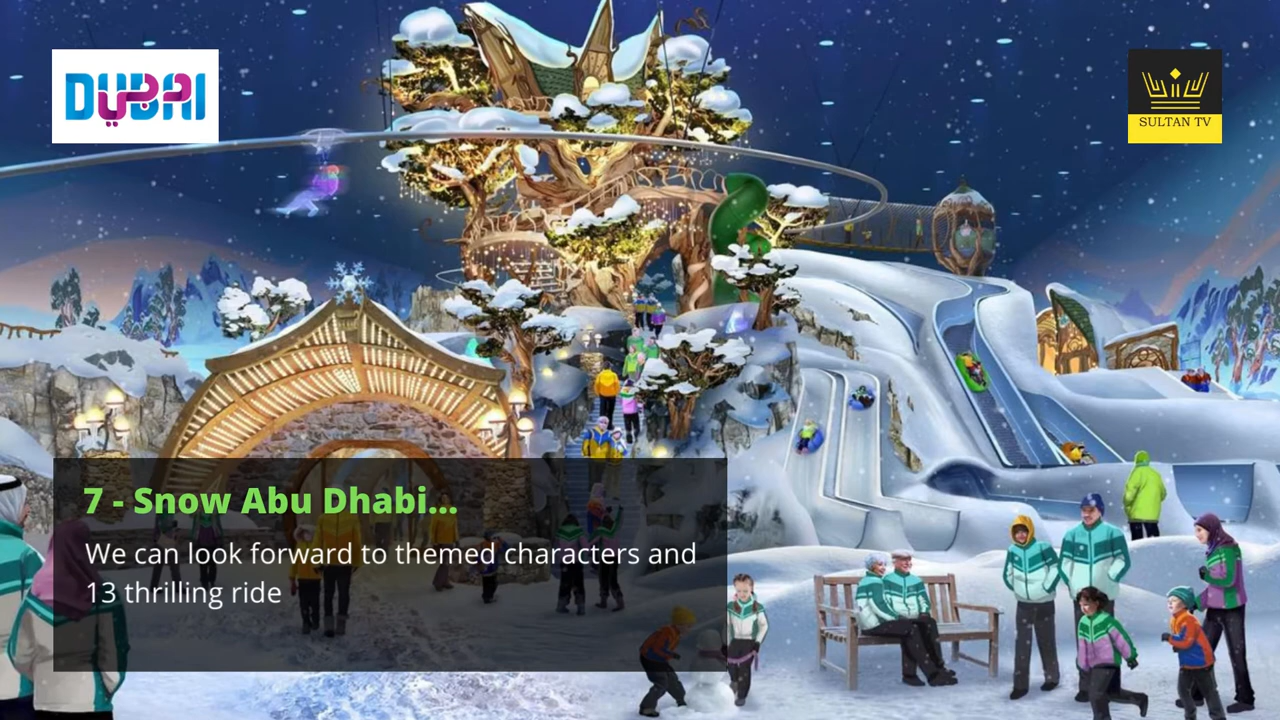 DUBAI
SULTAN TV
7 - Snow Abu Dhabi...
We can look forward to themed characters and
13 thrilling ride